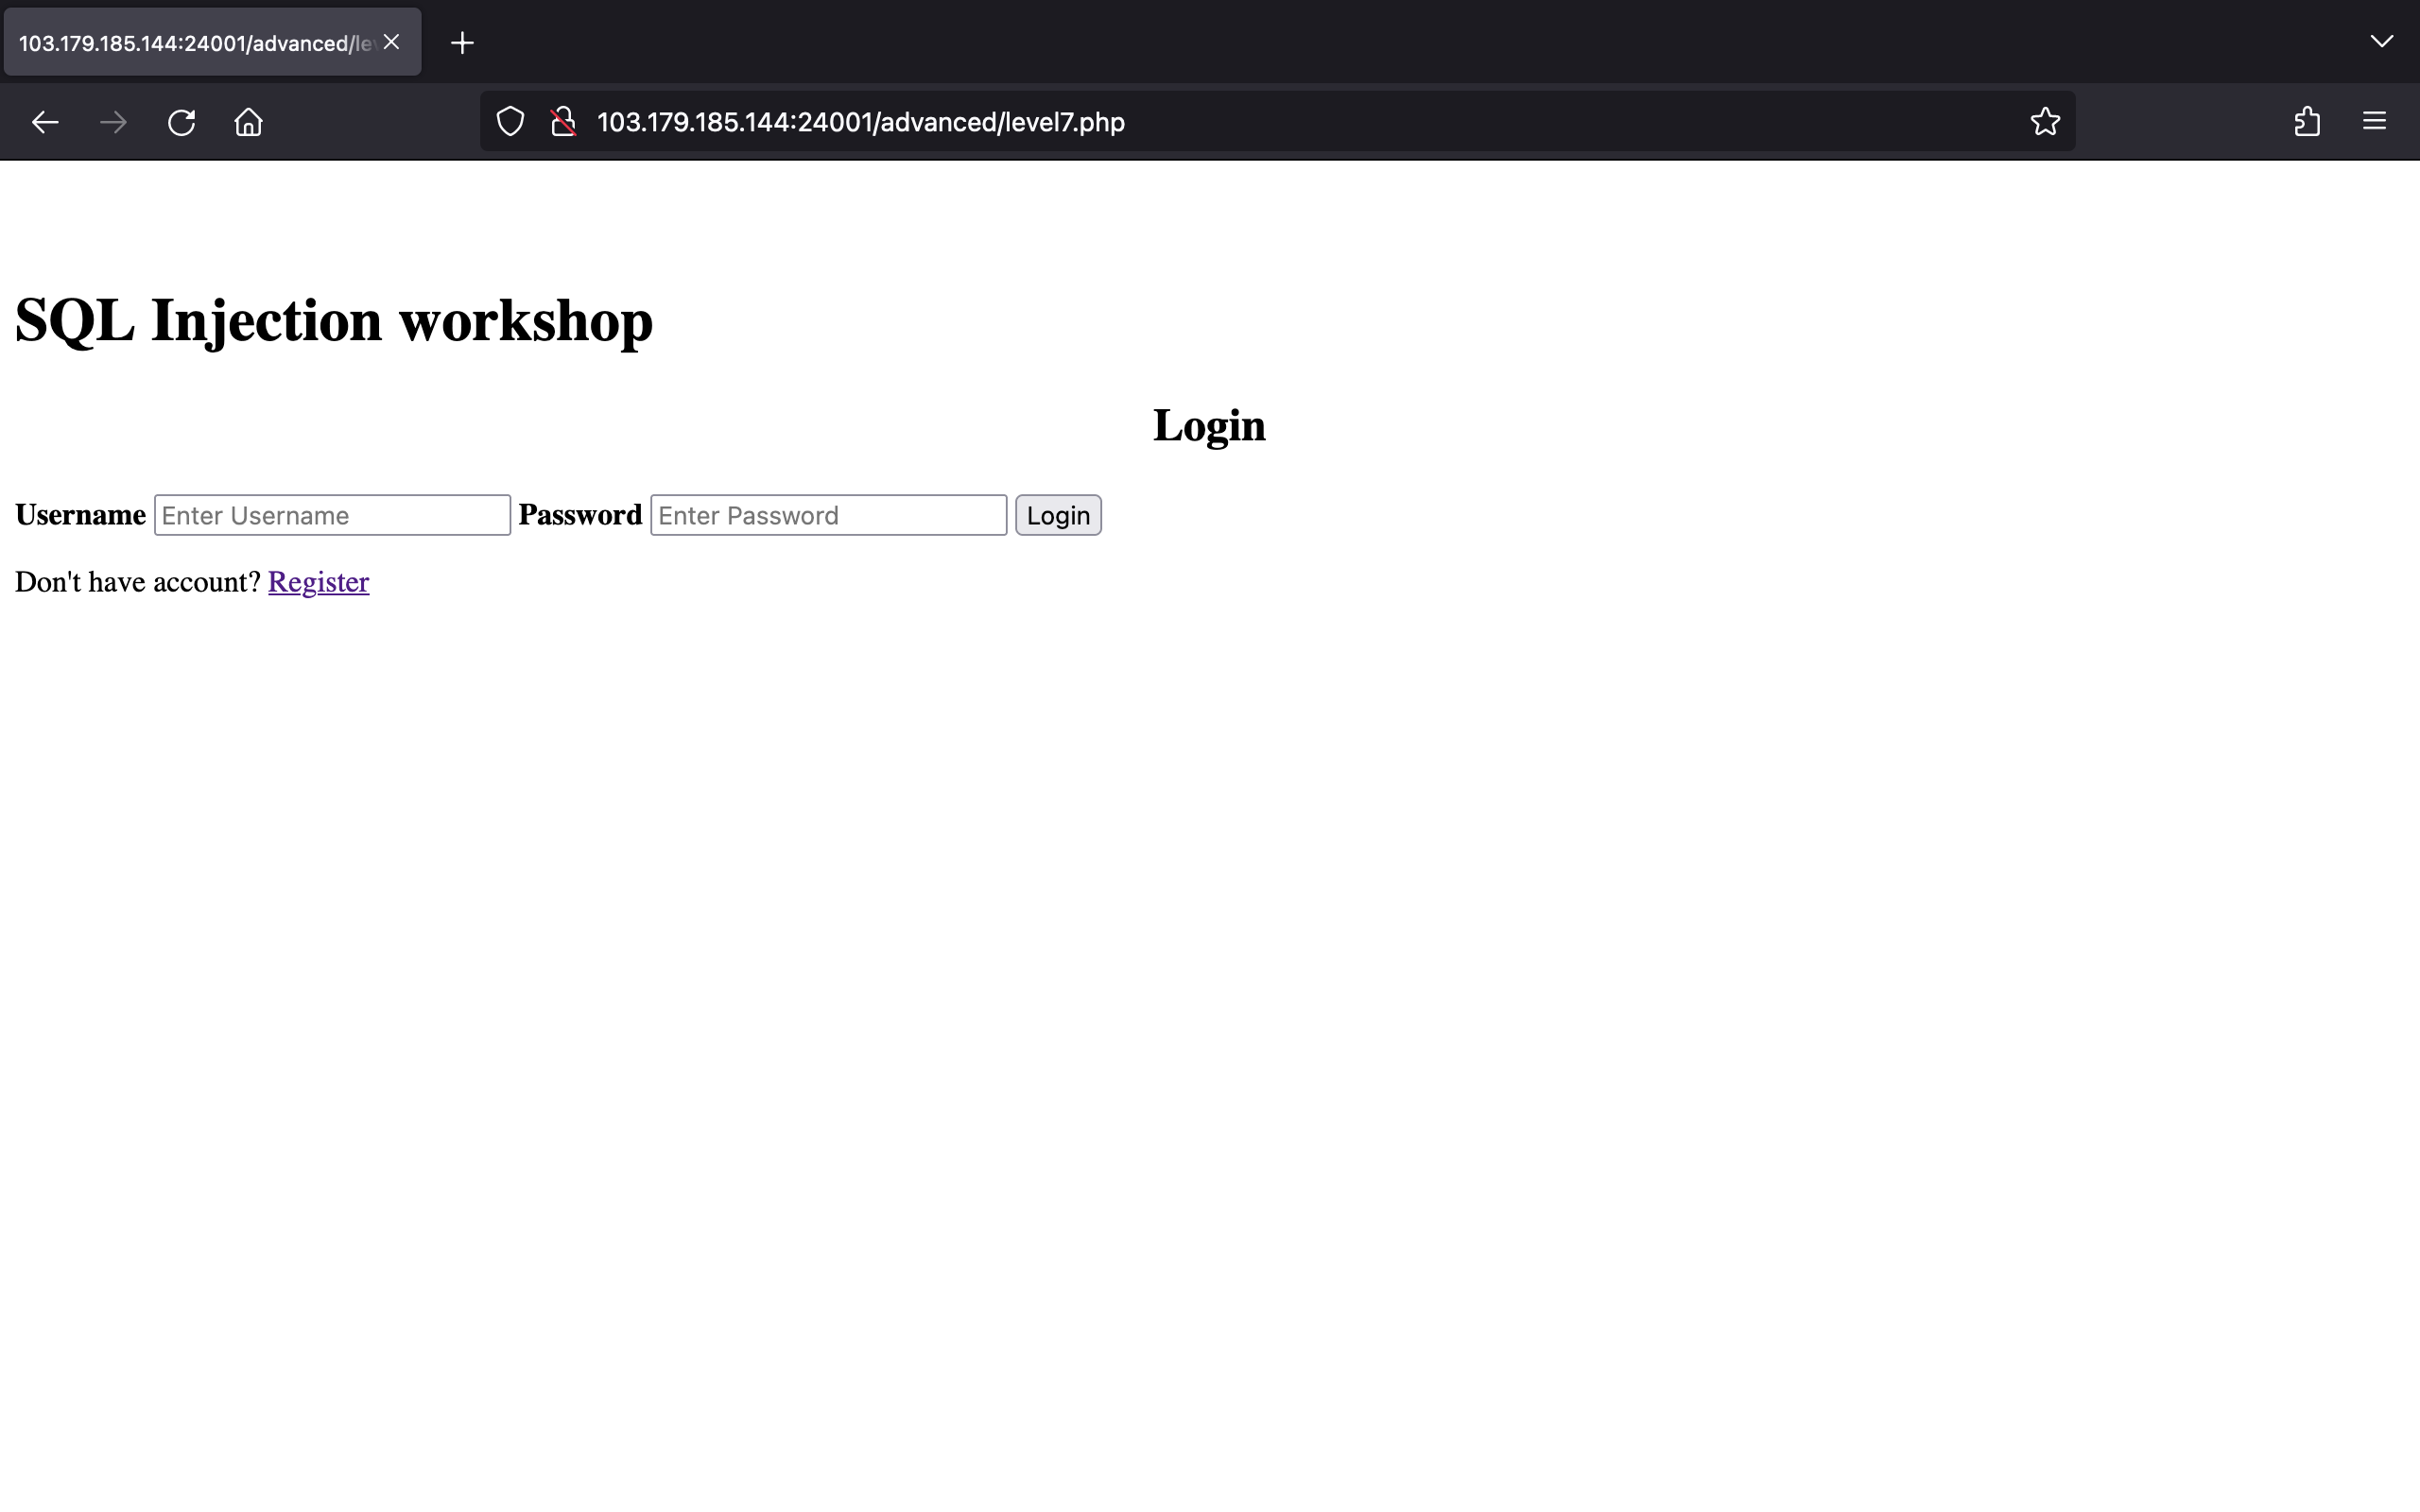 103.179.185.144:24001/advanced/le
103.179.185.144:24001/advanced/level7.php
SQL Injection workshop
Login
Username Enter Username Password Enter Password Login
Don't have account? Register